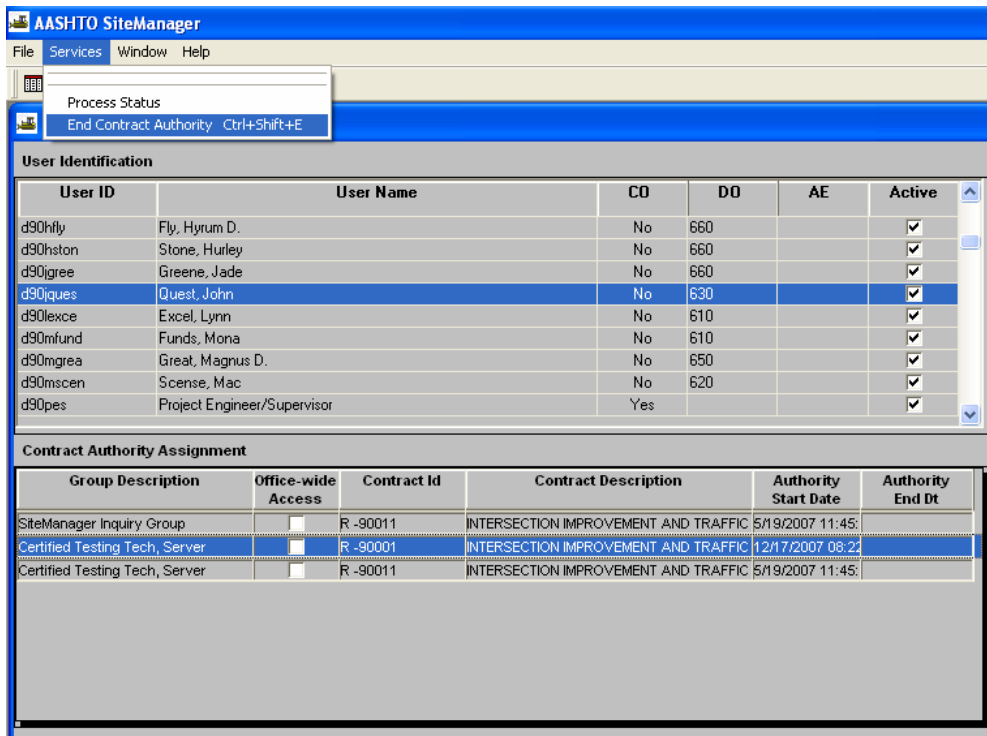 AASHTO SiteManager
File Services Window Help
Process Status
End Contract Authority Ctrl+Shift+E
User Identification
User ID User Name CO DO AE Active
d90hfly Fly, Hyrum D. No 660
d90hston Stone, Hurley No 660
d90jgree Greene, Jade No 660
d90jques Quest, John No 630
d90lexce Excel, Lynn No 610
d90mfund Funds, Mona No 610
d90mgrea Great, Magnus D. No 650
d90mscen Scense, Mac No 620
d90pes Project Engineer/Supervisor Yes
Contract Authority Assignment
Group Description Office-wide Access Contract Id Contract Description Authority Start Date Authority End Dt
SiteManager Inquiry Group R -90011 INTERSECTION IMPROVEMENT AND TRAFFIC 5/19/2007 11:45:
Certified Testing Tech, Server R -90001 INTERSECTION IMPROVEMENT AND TRAFFIC 12/17/2007 08:22
Certified Testing Tech, Server R -90011 INTERSECTION IMPROVEMENT AND TRAFFIC 5/19/2007 11:45: